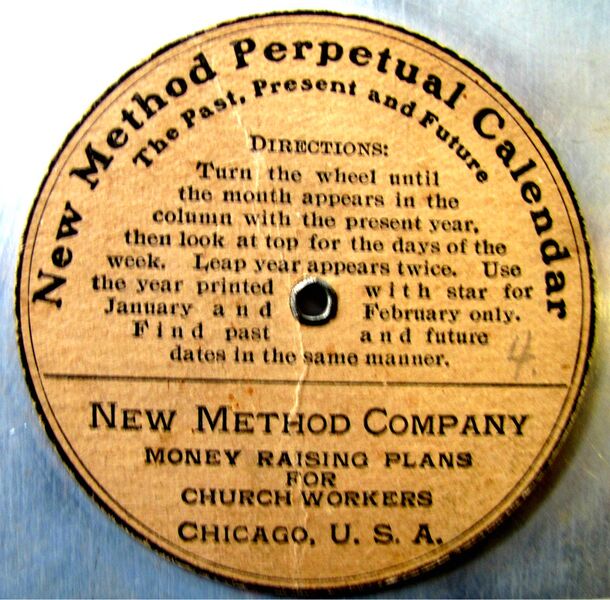 New Method Perpetual Calendar
The Past, Present and Future
DIRECTIONS:
Turn the wheel until
the month appears in the
column with the present year,
then look at top for the days of the
week. Leap year appears twice. Use
the year printed with star for
January and February only.
Find past and future
dates in the same manner.
4
NEW METHOD COMPANY
MONEY RAISING PLANS
FOR
CHURCH WORKERS
CHICAGO, U. S. A.